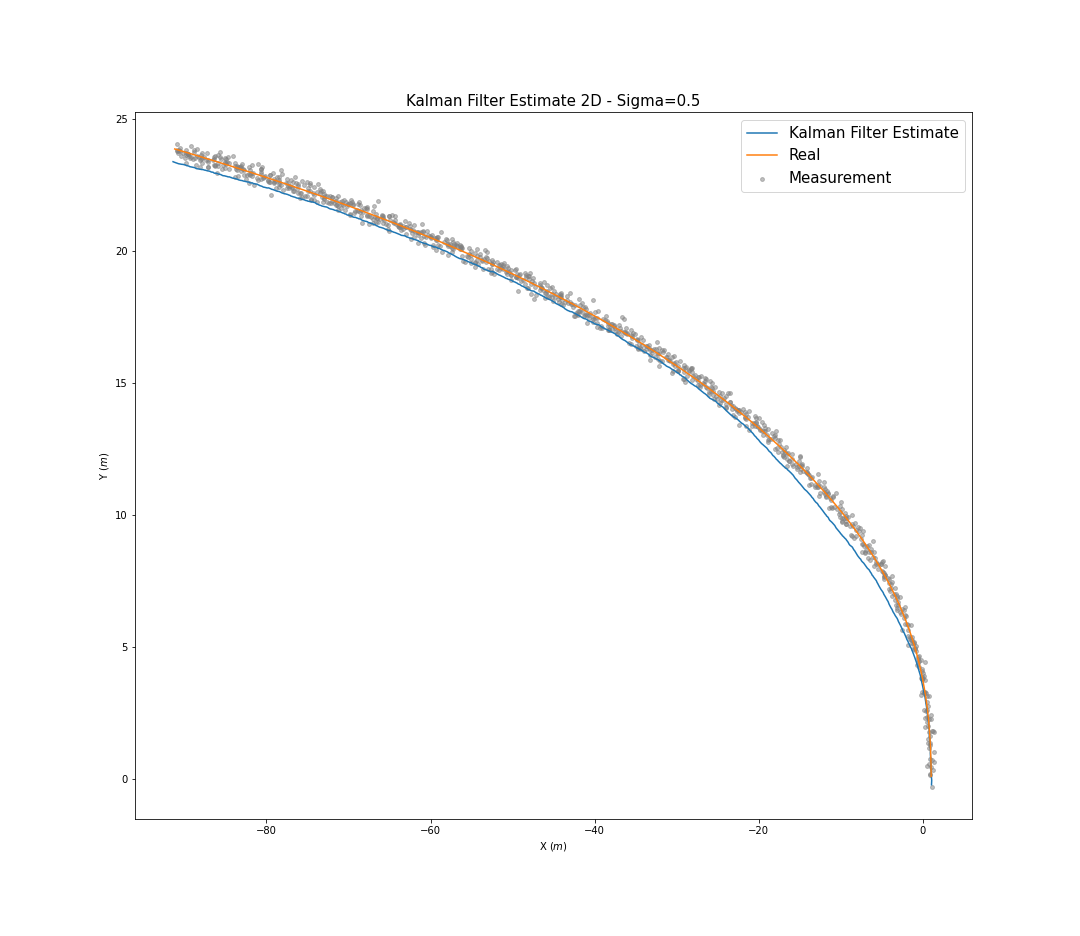 Kalman Filter Estimate 2D - Sigma=0.5
Kalman Filter Estimate
Real
Measurement
25
20
15
10
5
0
Y (m)
−80
−60
−40
−20
0
X (m)